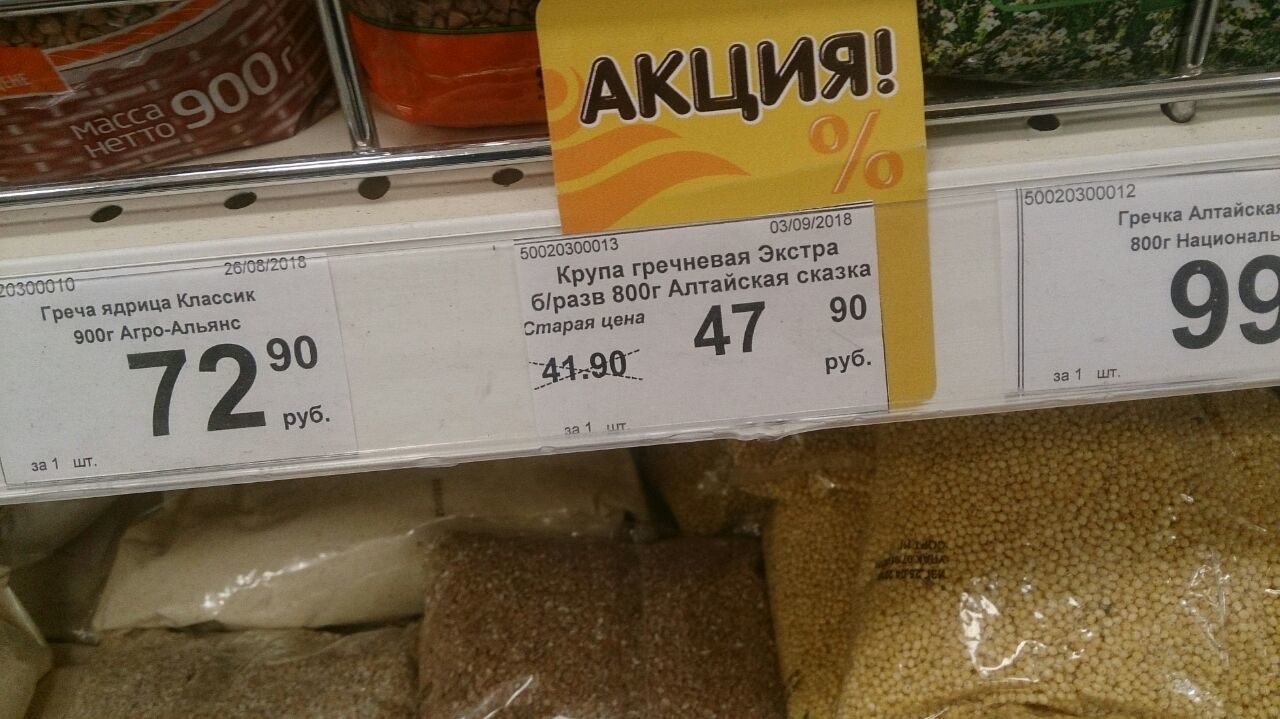 Масса
нетто 900 г
АКЦИЯ!
%
20300010
26/08/2018
Греча ядрица Классик
900г Агро-Альянс
72 90
руб.
за 1 шт.
50020300013
03/09/2018
Крупа гречневая Экстра
б/разв 800г Алтайская сказка
Старая цена
41.90
47 90
руб.
за 1 шт
50020300012
Гречка Алтайская
800г Националь
99
за 1 шт.